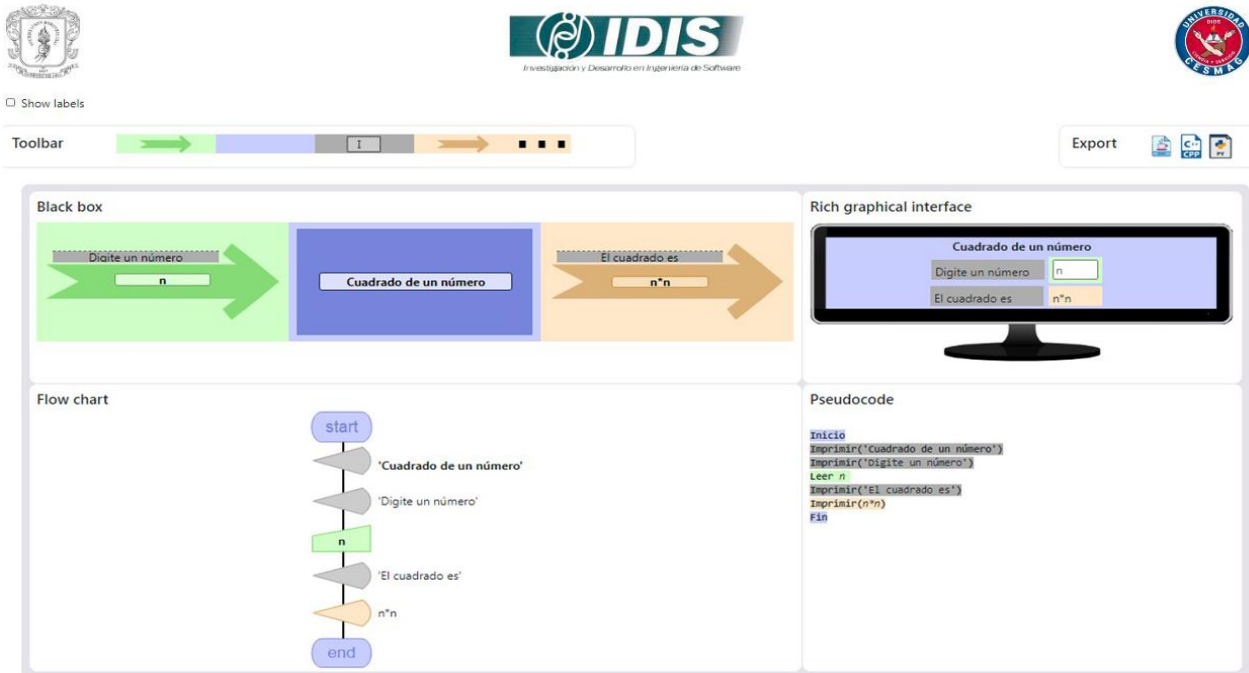 IDIS
Investigación y Desarrollo en Ingeniería de Software
UNIVERSIDAD
CESMAG
Show labels
Toolbar
I
Export
CPP
PY
Black box
Digite un número
n
Cuadrado de un número
El cuadrado es
n*n
Rich graphical interface
Cuadrado de un número
Digite un número n
El cuadrado es n*n
Flow chart
start
'Cuadrado de un número'
'Digite un número'
n
'El cuadrado es'
n*n
end
Pseudocode
Inicio
Imprimir('Cuadrado de un número')
Imprimir('Digite un número')
Leer n
Imprimir('El cuadrado es')
Imprimir(n*n)
Fin